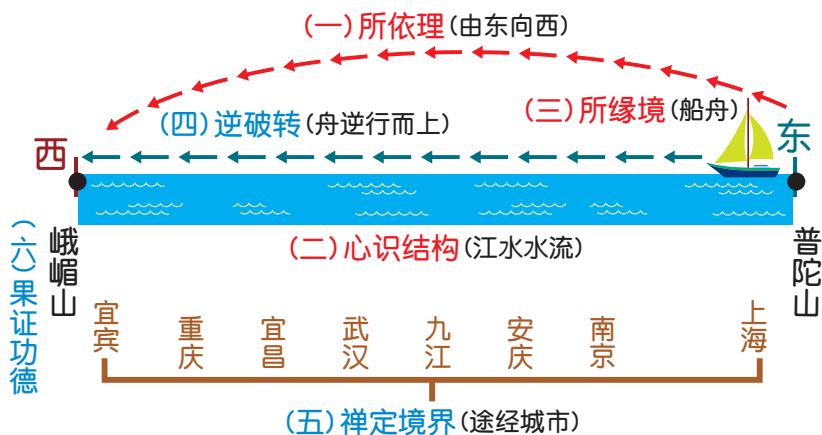 (一)所依理(由东向西)
(三)所缘境(船舟)
(四)逆破转(舟逆行而上)
西
东
(二)心识结构(江水水流)
(六)果证功德
峨嵋山
普陀山
宜宾
重庆
宜昌
武汉
九江
安庆
南京
上海
(五)禅定境界(途经城市)